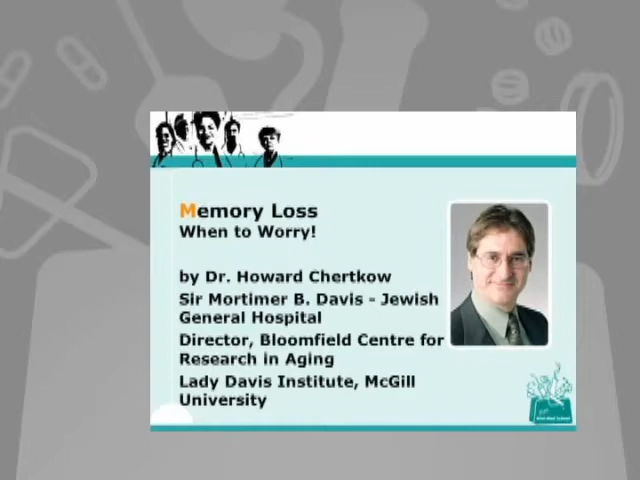 Memory Loss
When to Worry!
by Dr. Howard Chertkow
Sir Mortimer B. Davis - Jewish
General Hospital
Director, Bloomfield Centre for
Research in Aging
Lady Davis Institute, McGill
University